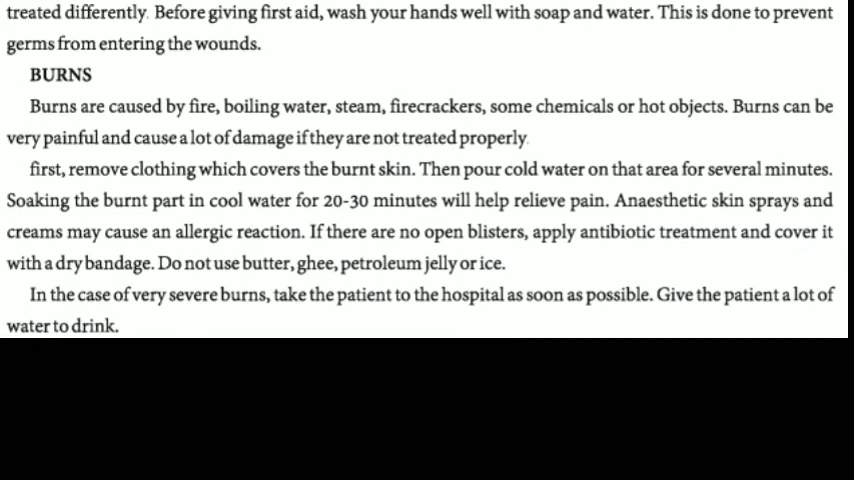 treated differently. Before giving first aid, wash your hands well with soap and water. This is done to prevent
germs from entering the wounds.
BURNS
Burns are caused by fire, boiling water, steam, firecrackers, some chemicals or hot objects. Burns can be
very painful and cause a lot of damage if they are not treated properly.
first, remove clothing which covers the burnt skin. Then pour cold water on that area for several minutes.
Soaking the burnt part in cool water for 20-30 minutes will help relieve pain. Anaesthetic skin sprays and
creams may cause an allergic reaction. If there are no open blisters, apply antibiotic treatment and cover it
with a dry bandage. Do not use butter, ghee, petroleum jelly or ice.
In the case of very severe burns, take the patient to the hospital as soon as possible. Give the patient a lot of
water to drink.